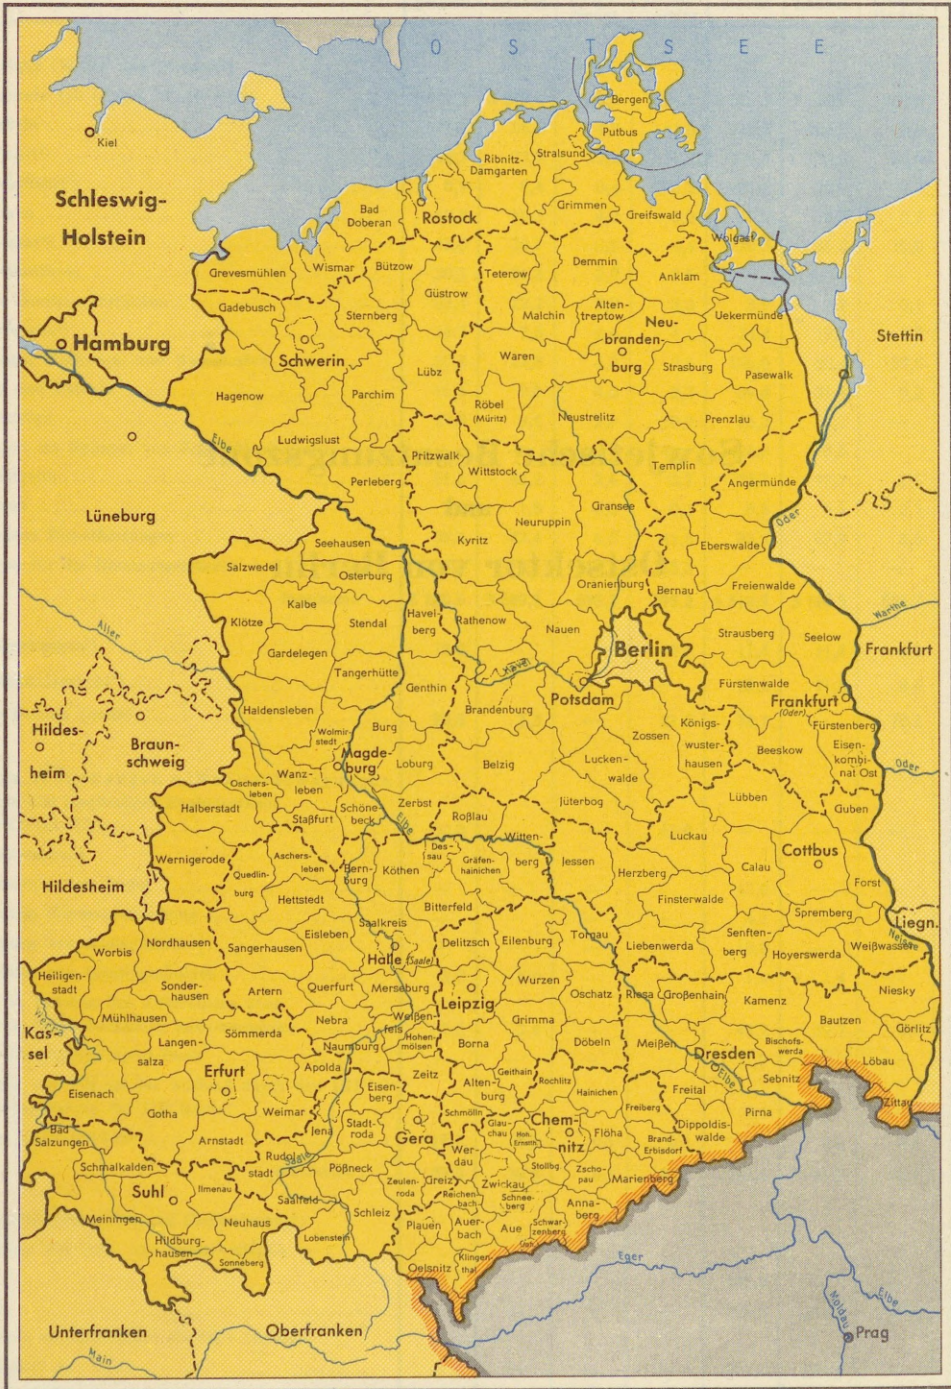 O S T S E E
Kiel
Schleswig-
Holstein
Bergen
Putbus
Ribnitz-
Damgarten
Stralsund
Bad
Doberan
Rostock
Grimmen
Greifswald
Wolgast
Grevesmühlen
Wismar
Bützow
Teterow
Demmin
Anklam
Güstrow
Gadebusch
Sternberg
Malchin
Alten-
treptow
Neu-
branden-
burg
Uekermünde
Stettin
Hamburg
Schwerin
Waren
Strasburg
Pasewalk
Lübz
Hagenow
Parchim
Röbel
(Müritz)
Neustrelitz
Prenzlau
Elbe
Ludwigslust
Pritzwalk
Wittstock
Templin
Perleberg
Angermünde
Lüneburg
Gransee
Oder
Neuruppin
Seehausen
Kyritz
Eberswalde
Salzwedel
Osterburg
Oranienburg
Bernau
Freienwalde
Kalbe
Klötze
Stendal
Havel-
berg
Rathenow
Nauen
Warthe
Aller
Strausberg
Seelow
Gardelegen
Berlin
Frankfurt
Tangerhütte
Havel
Genthin
Fürstenwalde
Potsdam
Frankfurt
(Oder)
Haldensleben
Brandenburg
Hildes-
heim
Braun-
schweig
Wolmir-
stedt
Burg
Zossen
Königs-
wuster-
hausen
Fürstenberg
Beeskow
Eisen-
kombi-
nat Ost
Magde-
burg
Loburg
Belzig
Lucken-
walde
Oder
Oschers-
leben
Wanz-
leben
Halberstadt
Schöne-
beck
Zerbst
Jüterbog
Lübben
Guben
Staßfurt
Elbe
Roßlau
Luckau
Witten-
berg
Des-
sau
Gräfen-
hainichen
Wernigerode
Aschers-
leben
Quedlin-
burg
Bern-
burg
Köthen
Jessen
Herzberg
Calau
Cottbus
Forst
Hildesheim
Hettstedt
Bitterfeld
Finsterwalde
Spremberg
Liegn.
Saalkreis
Eisleben
Delitzsch
Eilenburg
Torgau
Liebenwerda
Senften-
berg
Hoyerswerda
Weißwasser
Neisse
Worbis
Nordhausen
Sangerhausen
Halle (Saale)
Heiligen-
stadt
Sonder-
hausen
Artern
Querfurt
Merseburg
Leipzig
Wurzen
Oschatz
Riesa
Großenhain
Kamenz
Niesky
Kas-
sel
Werra
Mühlhausen
Nebra
Weißen-
fels
Grimma
Bautzen
Görlitz
Langen-
salza
Sömmerda
Naumburg
Hohen-
mölsen
Borna
Döbeln
Meißen
Dresden
Bischofs-
werda
Löbau
Apolda
Zeitz
Elbe
Sebnitz
Zittau
Eisenach
Erfurt
Weimar
Eisen-
berg
Alten-
burg
Geithain
Rochlitz
Hainichen
Freital
Gotha
Schmölln
Freiberg
Pirna
Bad
Salzungen
Arnstadt
Jena
Stadt-
roda
Gera
Glau-
chau
Hoh.
Ernstth.
Chem-
nitz
Flöha
Brand-
Erbisdorf
Dippoldis-
walde
Schmalkalden
Rudol-
stadt
Saale
Pößneck
Wer-
dau
Stollbg.
Zscho-
pau
Marienberg
Suhl
Ilmenau
Saalfeld
Zeulen-
roda
Greiz
Zwickau
Reichen-
bach
Schnee-
berg
Anna-
berg
Meiningen
Neuhaus
Schleiz
Plauen
Auer-
bach
Aue
Schwar-
zenberg
Hildburg-
hausen
Lobenstein
Sonneberg
Oelsnitz
Klingen-
thal
Eger
Elbe
Moldau
Prag
Unterfranken
Oberfranken
Main